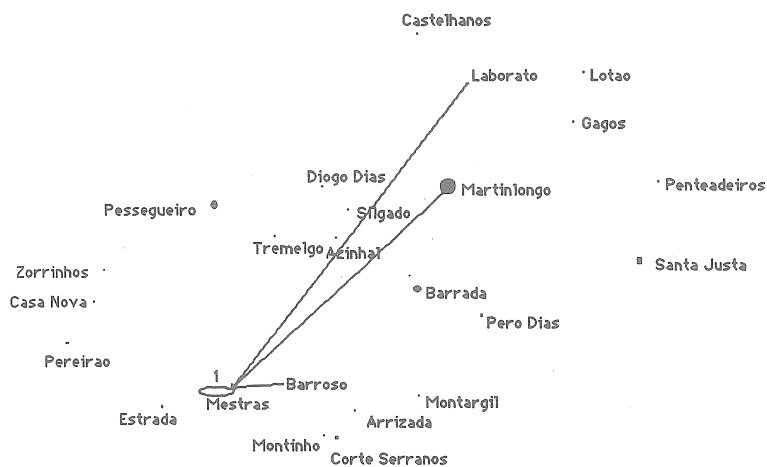 Castelhanos
Laborato
Lotao
Gagos
Diogo Dias
Martinlongo
Penteadeiros
Pessegueiro
Silgado
Tremelgo
Azinhal
Santa Justa
Zorrinhos
Casa Nova
Barrada
Pero Dias
Pereirao
1
Barroso
Mestras
Montargil
Estrada
Arrizada
Montinho
Corte Serranos